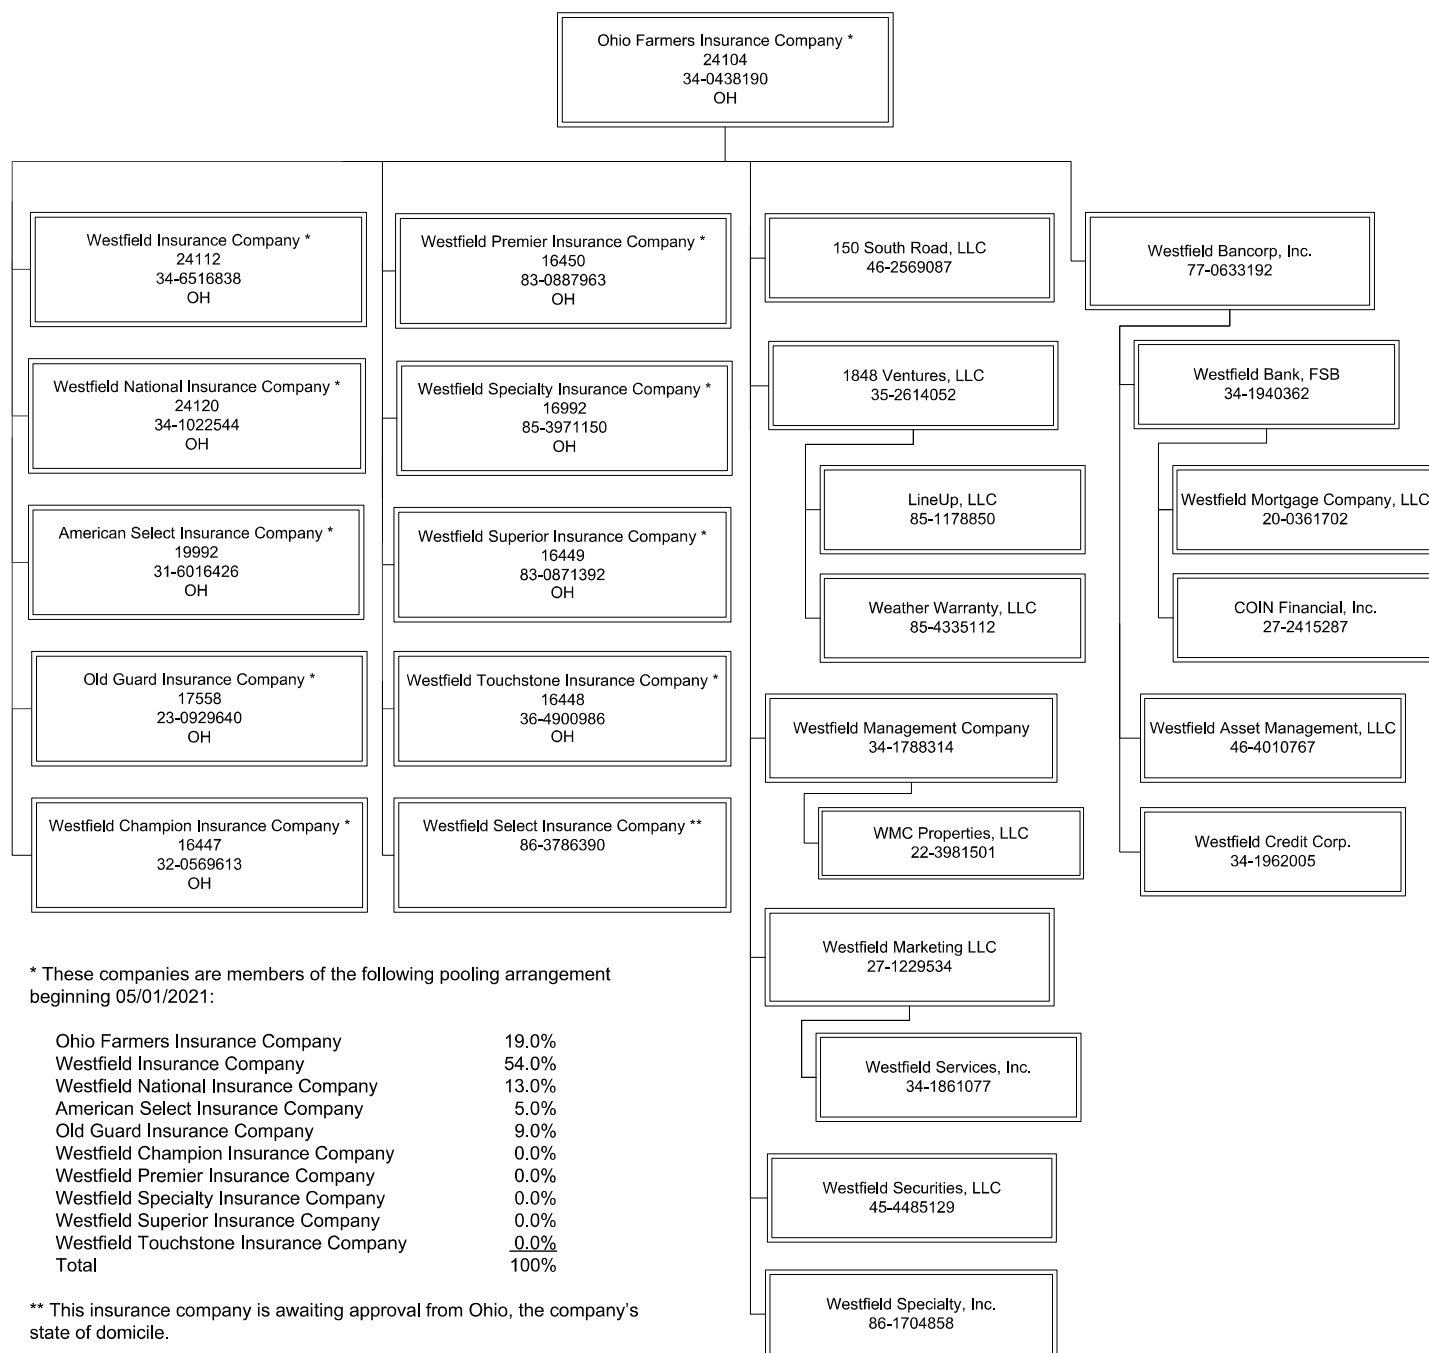 Ohio Farmers Insurance Company *
24104
34-0438190
OH
Westfield Insurance Company *
24112
34-6516838
OH
Westfield National Insurance Company *
24120
34-1022544
OH
American Select Insurance Company *
19992
31-6016426
OH
Old Guard Insurance Company *
17558
23-0929640
OH
Westfield Champion Insurance Company *
16447
32-0569613
OH
Westfield Premier Insurance Company *
16450
83-0887963
OH
Westfield Specialty Insurance Company *
16992
85-3971150
OH
Westfield Superior Insurance Company *
16449
83-0871392
OH
Westfield Touchstone Insurance Company *
16448
36-4900986
OH
Westfield Select Insurance Company **
86-3786390
150 South Road, LLC
46-2569087
1848 Ventures, LLC
35-2614052
LineUp, LLC
85-1178850
Weather Warranty, LLC
85-4335112
Westfield Management Company
34-1788314
WMC Properties, LLC
22-3981501
Westfield Marketing LLC
27-1229534
Westfield Services, Inc.
34-1861077
Westfield Securities, LLC
45-4485129
Westfield Specialty, Inc.
86-1704858
Westfield Bancorp, Inc.
77-0633192
Westfield Bank, FSB
34-1940362
Westfield Mortgage Company, LLC
20-0361702
COIN Financial, Inc.
27-2415287
Westfield Asset Management, LLC
46-4010767
Westfield Credit Corp.
34-1962005
* These companies are members of the following pooling arrangement
beginning 05/01/2021:
Ohio Farmers Insurance Company 19.0%
Westfield Insurance Company 54.0%
Westfield National Insurance Company 13.0%
American Select Insurance Company 5.0%
Old Guard Insurance Company 9.0%
Westfield Champion Insurance Company 0.0%
Westfield Premier Insurance Company 0.0%
Westfield Specialty Insurance Company 0.0%
Westfield Superior Insurance Company 0.0%
Westfield Touchstone Insurance Company 0.0%
Total 100%
** This insurance company is awaiting approval from Ohio, the company's
state of domicile.